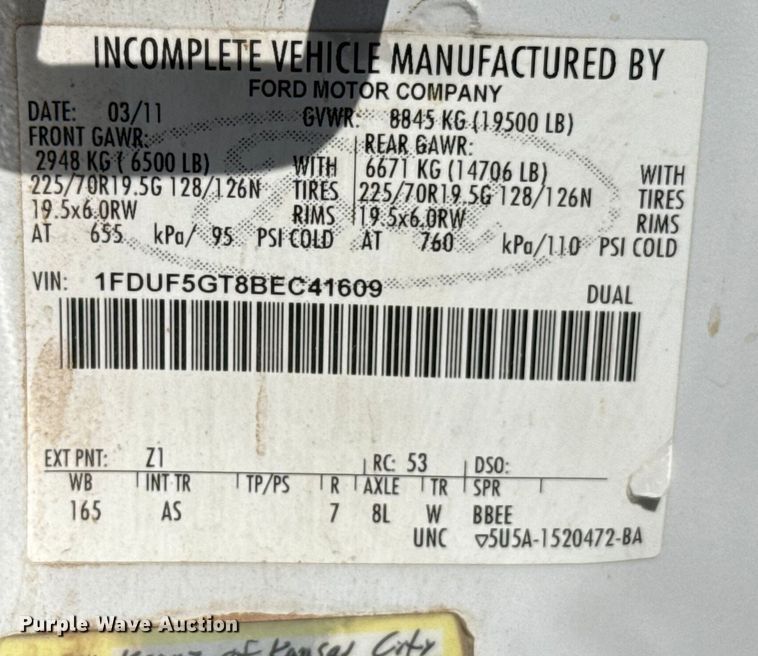 INCOMPLETE VEHICLE MANUFACTURED BY
FORD MOTOR COMPANY
DATE: 03/11 GVWR: 8845 KG (19500 LB)
FRONT GAWR: REAR GAWR:
2948 KG ( 6500 LB) WITH 6671 KG (14706 LB) WITH
225/70R19.5G 128/126N TIRES 225/70R19.5G 128/126N TIRES
19.5x6.0RW RIMS 19.5x6.0RW RIMS
AT 655 kPa/ 95 PSI COLD AT 760 kPa/110 PSI COLD
VIN: 1FDUF5GT8BEC41609 DUAL
EXT PNT: Z1 RC: 53 DSO:
WB INT TR TP/PS R AXLE TR SPR
165 AS 7 8L W BBEE
UNC ▽5U5A-1520472-BA
Purple Wave Auction
of Kansas City